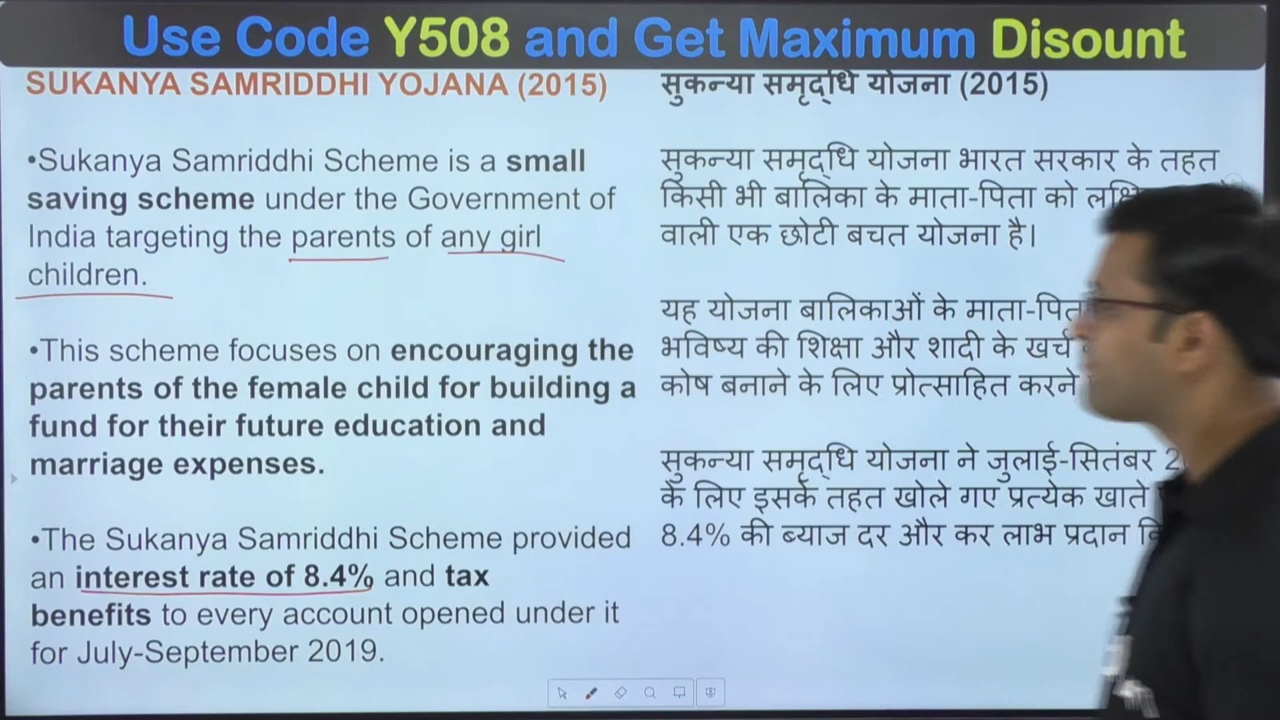 Use Code Y508 and Get Maximum Disount
SUKANYA SAMRIDDHI YOJANA (2015)
•Sukanya Samriddhi Scheme is a small
saving scheme under the Government of
India targeting the parents of any girl
children.
•This scheme focuses on encouraging the
parents of the female child for building a
fund for their future education and
marriage expenses.
•The Sukanya Samriddhi Scheme provided
an interest rate of 8.4% and tax
benefits to every account opened under it
for July-September 2019.
सुकन्या समृद्धि योजना (2015)
सुकन्या समृद्धि योजना भारत सरकार के तहत
किसी भी बालिका के माता-पिता को
वाली एक छोटी बचत योजना है।
यह योजना बालिकाओं के
भविष्य की शिक्षा और शादी के
कोष बनाने के लिए प्रोत्साहित करने
सुकन्या समृद्धि योजना ने जुलाई-सितंबर
के लिए इसके तहत खोले गए प्रत्येक खाते
8.4% की ब्याज दर और कर लाभ प्रदान